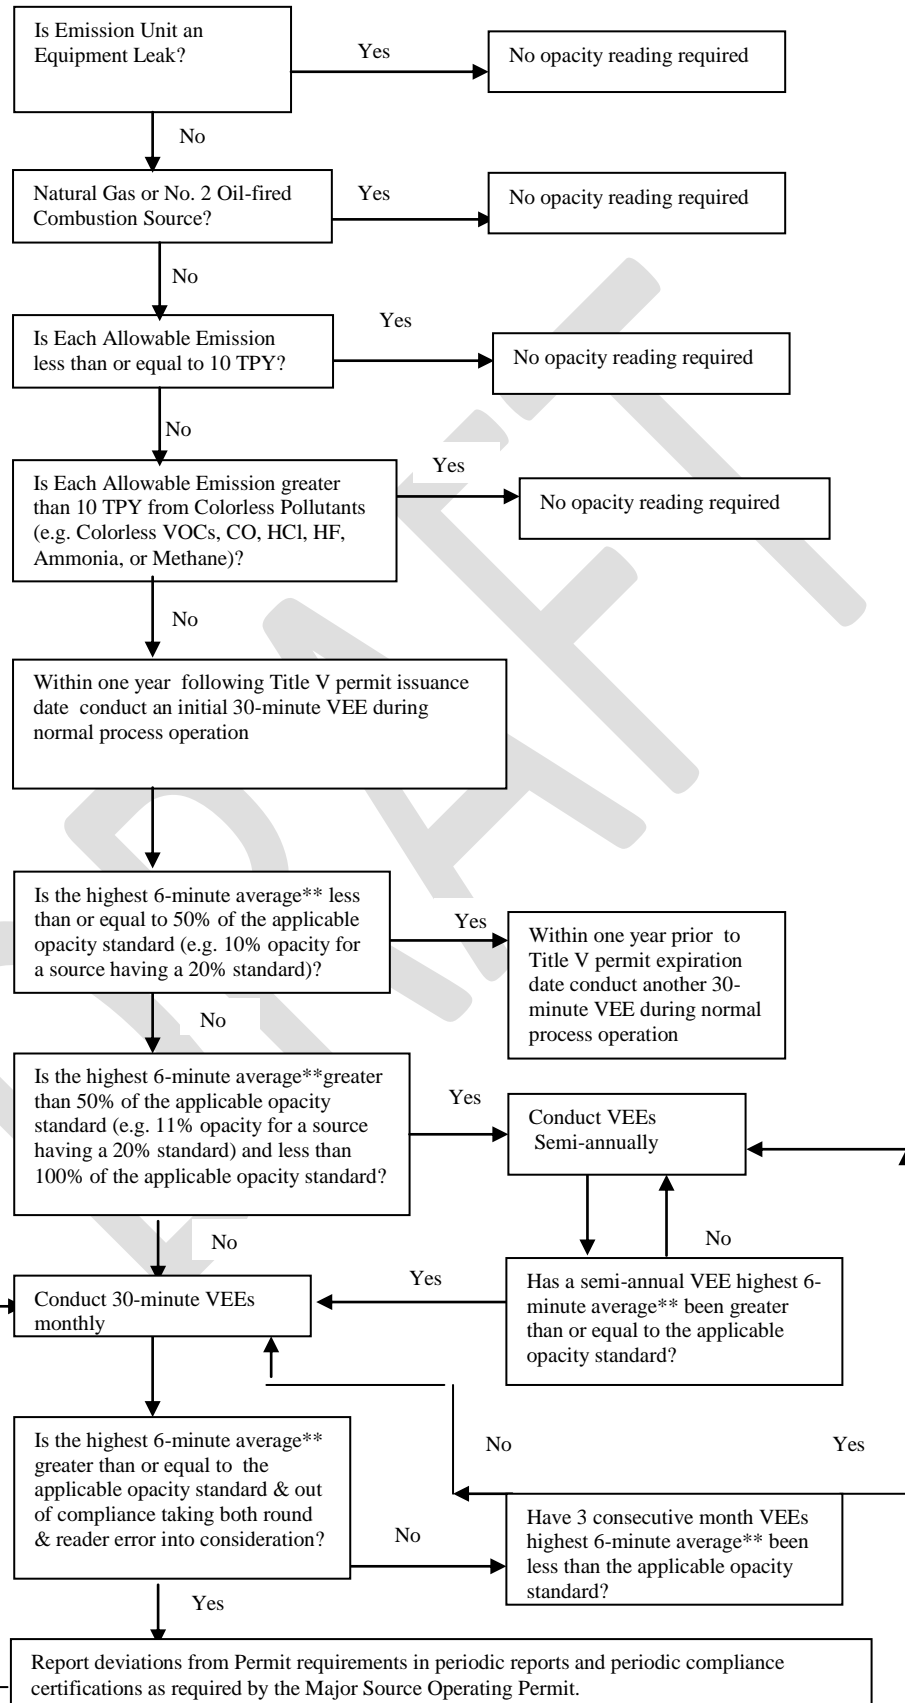 Is Emission Unit an
Equipment Leak?
Yes
No opacity reading required
No
Natural Gas or No. 2 Oil-fired
Combustion Source?
Yes
No opacity reading required
No
Is Each Allowable Emission
less than or equal to 10 TPY?
Yes
No opacity reading required
No
Is Each Allowable Emission greater
than 10 TPY from Colorless Pollutants
(e.g. Colorless VOCs, CO, HCl, HF,
Ammonia, or Methane)?
Yes
No opacity reading required
No
Within one year following Title V permit issuance
date conduct an initial 30-minute VEE during
normal process operation
Is the highest 6-minute average** less
than or equal to 50% of the applicable
opacity standard (e.g. 10% opacity for
a source having a 20% standard)?
Yes
Within one year prior to
Title V permit expiration
date conduct another 30-
minute VEE during normal
process operation
No
Is the highest 6-minute average**greater
than 50% of the applicable opacity
standard (e.g. 11% opacity for a source
having a 20% standard) and less than
100% of the applicable opacity standard?
Yes
Conduct VEEs
Semi-annually
No
No
Conduct 30-minute VEEs
monthly
Yes
Has a semi-annual VEE highest 6-
minute average** been greater
than or equal to the applicable
opacity standard?
Is the highest 6-minute average**
greater than or equal to the
applicable opacity standard & out
of compliance taking both round
& reader error into consideration?
No
No
Yes
Have 3 consecutive month VEEs
highest 6-minute average** been
less than the applicable opacity
standard?
Yes
Report deviations from Permit requirements in periodic reports and periodic compliance
certifications as required by the Major Source Operating Permit.
DRAFT